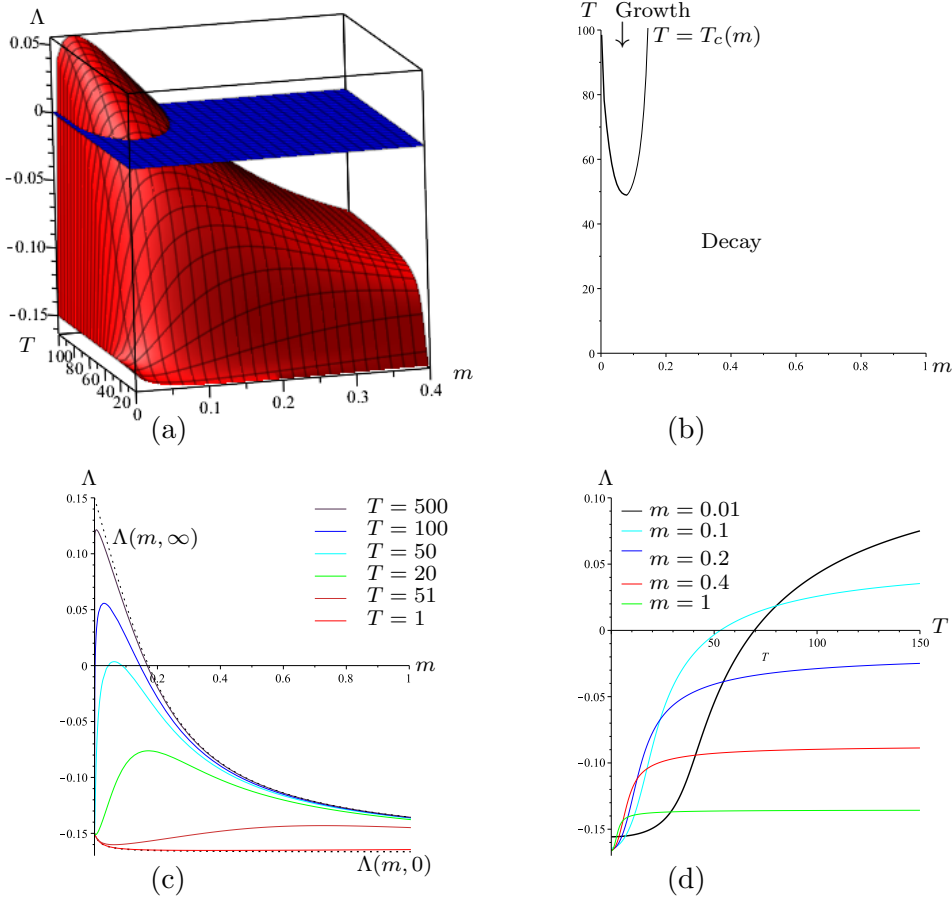 Λ
0.05
0
−0.05
−0.10
−0.15
T
100
80
60
40
20
0
0.1
0.2
0.3
0.4
m
(a)
T
Growth
T = T_c(m)
100
80
60
40
20
0
Decay
0.2
0.4
0.6
0.8
1
m
(b)
Λ
0.15
0.10
0.05
0
−0.05
−0.10
−0.15
Λ(m, ∞)
T = 500
T = 100
T = 50
T = 20
T = 51
T = 1
0.2
0.4
0.6
0.8
1
m
Λ(m, 0)
(c)
Λ
0.10
0.05
0
−0.05
−0.10
−0.15
m = 0.01
m = 0.1
m = 0.2
m = 0.4
m = 1
50
100
150
T
T
(d)